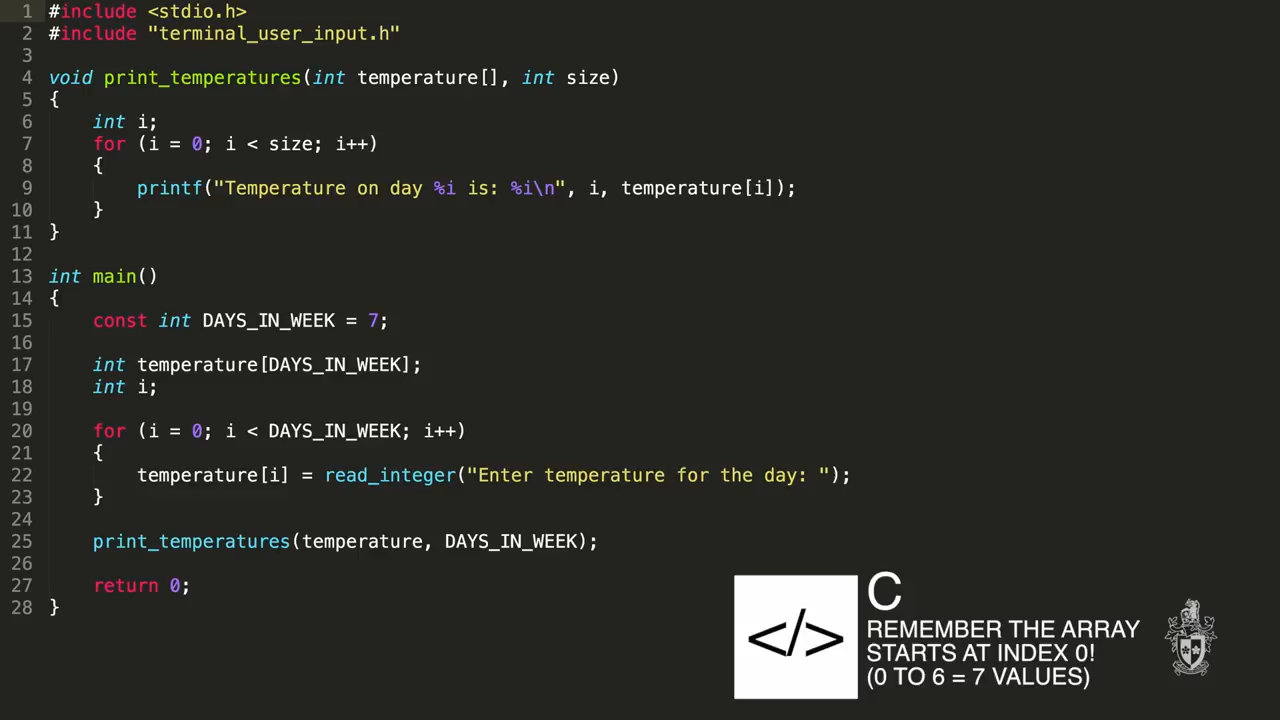 1 #include <stdio.h>
2 #include "terminal_user_input.h"
3
4 void print_temperatures(int temperature[], int size)
5 {
6     int i;
7     for (i = 0; i < size; i++)
8     {
9         printf("Temperature on day %i is: %i\n", i, temperature[i]);
10     }
11 }
12
13 int main()
14 {
15     const int DAYS_IN_WEEK = 7;
16
17     int temperature[DAYS_IN_WEEK];
18     int i;
19
20     for (i = 0; i < DAYS_IN_WEEK; i++)
21     {
22         temperature[i] = read_integer("Enter temperature for the day: ");
23     }
24
25     print_temperatures(temperature, DAYS_IN_WEEK);
26
27     return 0;
28 }
</>
C
REMEMBER THE ARRAY
STARTS AT INDEX 0!
(0 TO 6 = 7 VALUES)